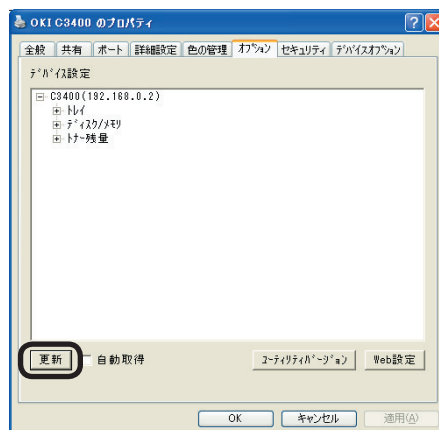 OKI C3400 のプロパティ
全般 共有 ポート 詳細設定 色の管理 オプション セキュリティ デバイスオプション
デバイス設定
C3400(192.168.0.2)
トレイ
ディスク/メモリ
トナー残量
更新 自動取得 ユーティリティバージョン Web設定
OK キャンセル 適用(A)